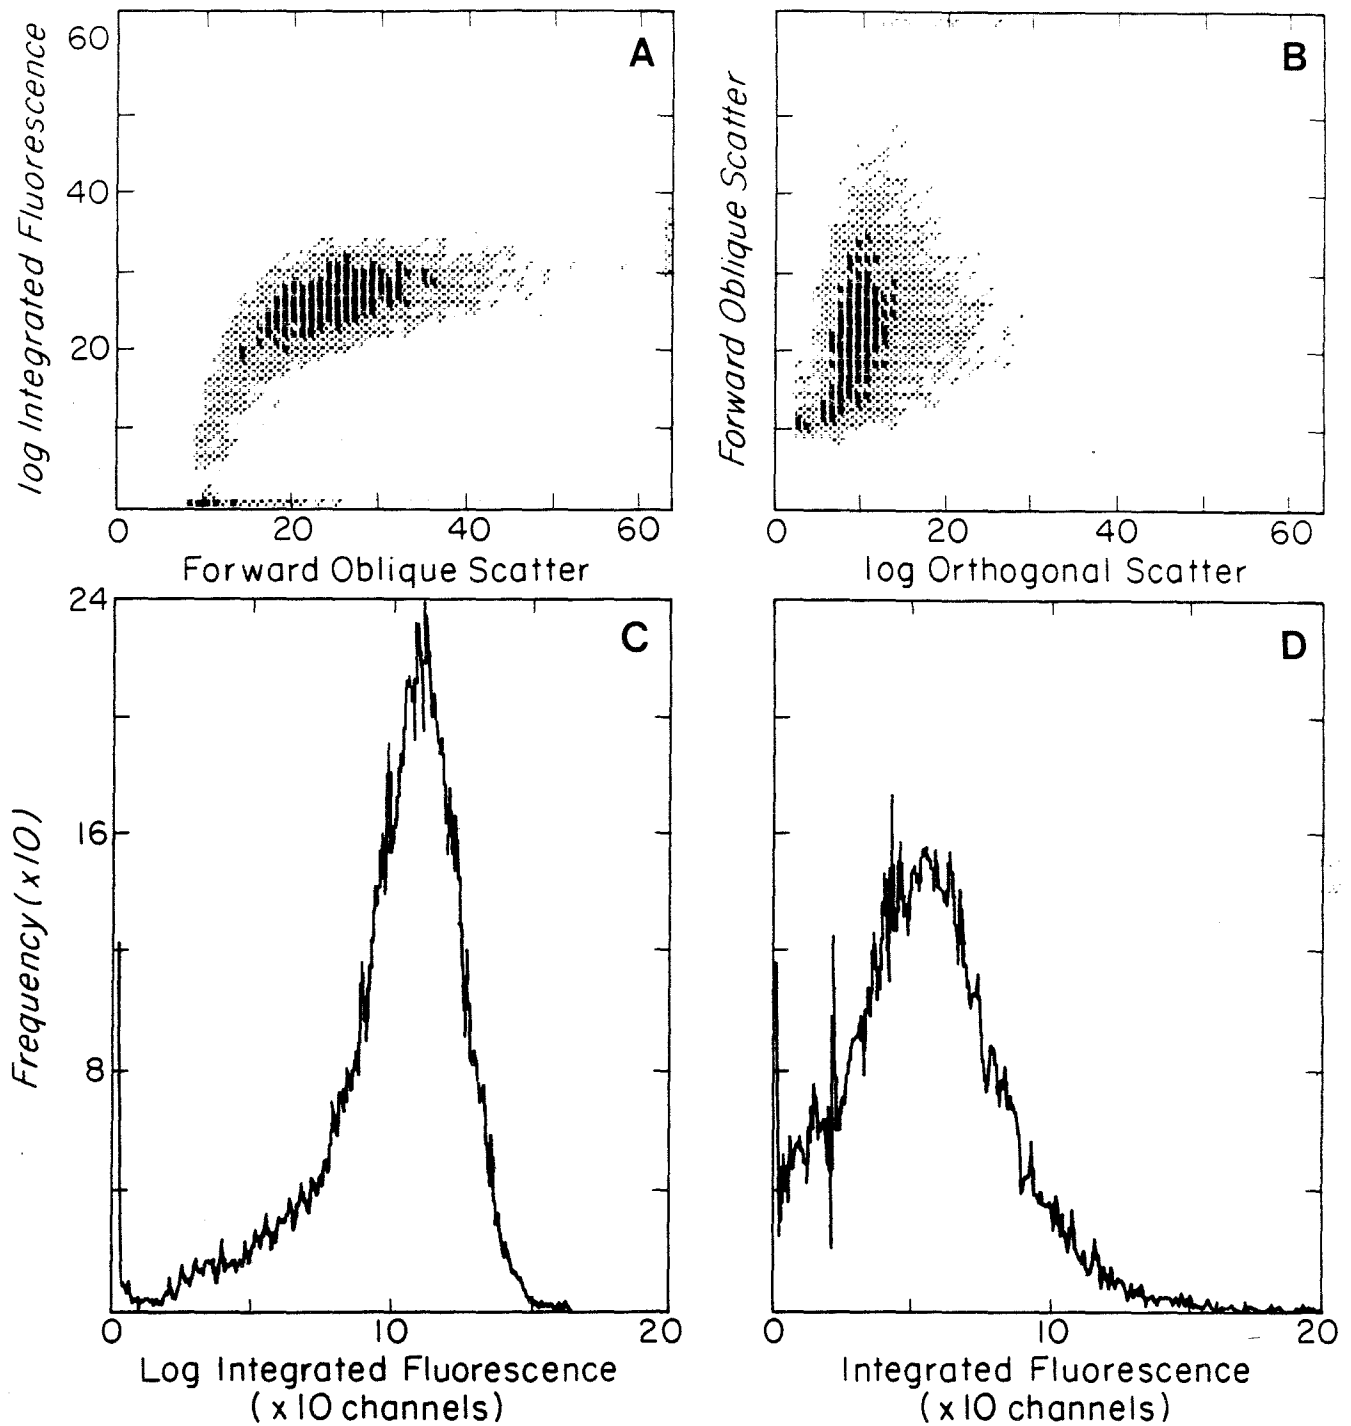 A
log Integrated Fluorescence
60
40
20
0 20 40 60
Forward Oblique Scatter
B
Forward Oblique Scatter
0 20 40 60
log Orthogonal Scatter
C
Frequency (x10)
24
16
8
0 10 20
Log Integrated Fluorescence
(x10 channels)
D
0 10 20
Integrated Fluorescence
(x10 channels)